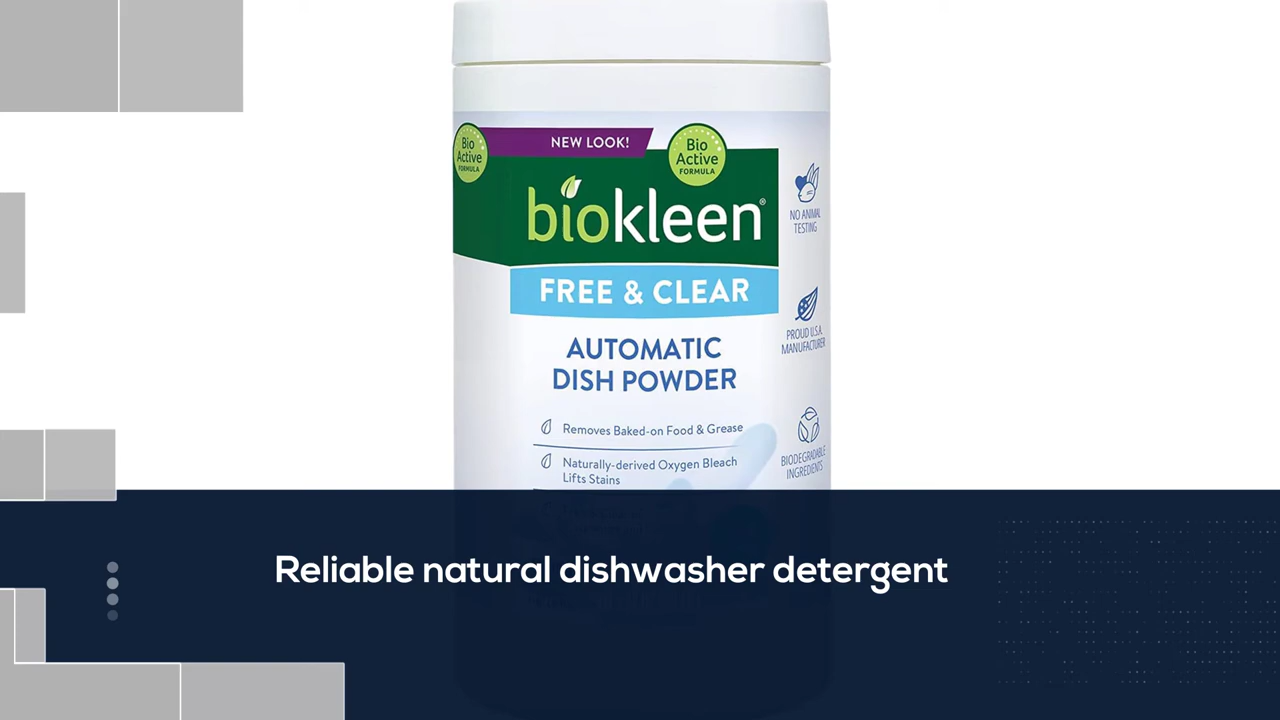 NEW LOOK!
Bio
Active
FORMULA
Bio
Active
FORMULA
biokleen®
FREE & CLEAR
AUTOMATIC
DISH POWDER
Removes Baked-on Food & Grease
Naturally-derived Oxygen Bleach
Lifts Stains
NO ANIMAL
TESTING
PROUD U.S.A.
MANUFACTURER
BIODEGRADABLE
INGREDIENTS
Reliable natural dishwasher detergent